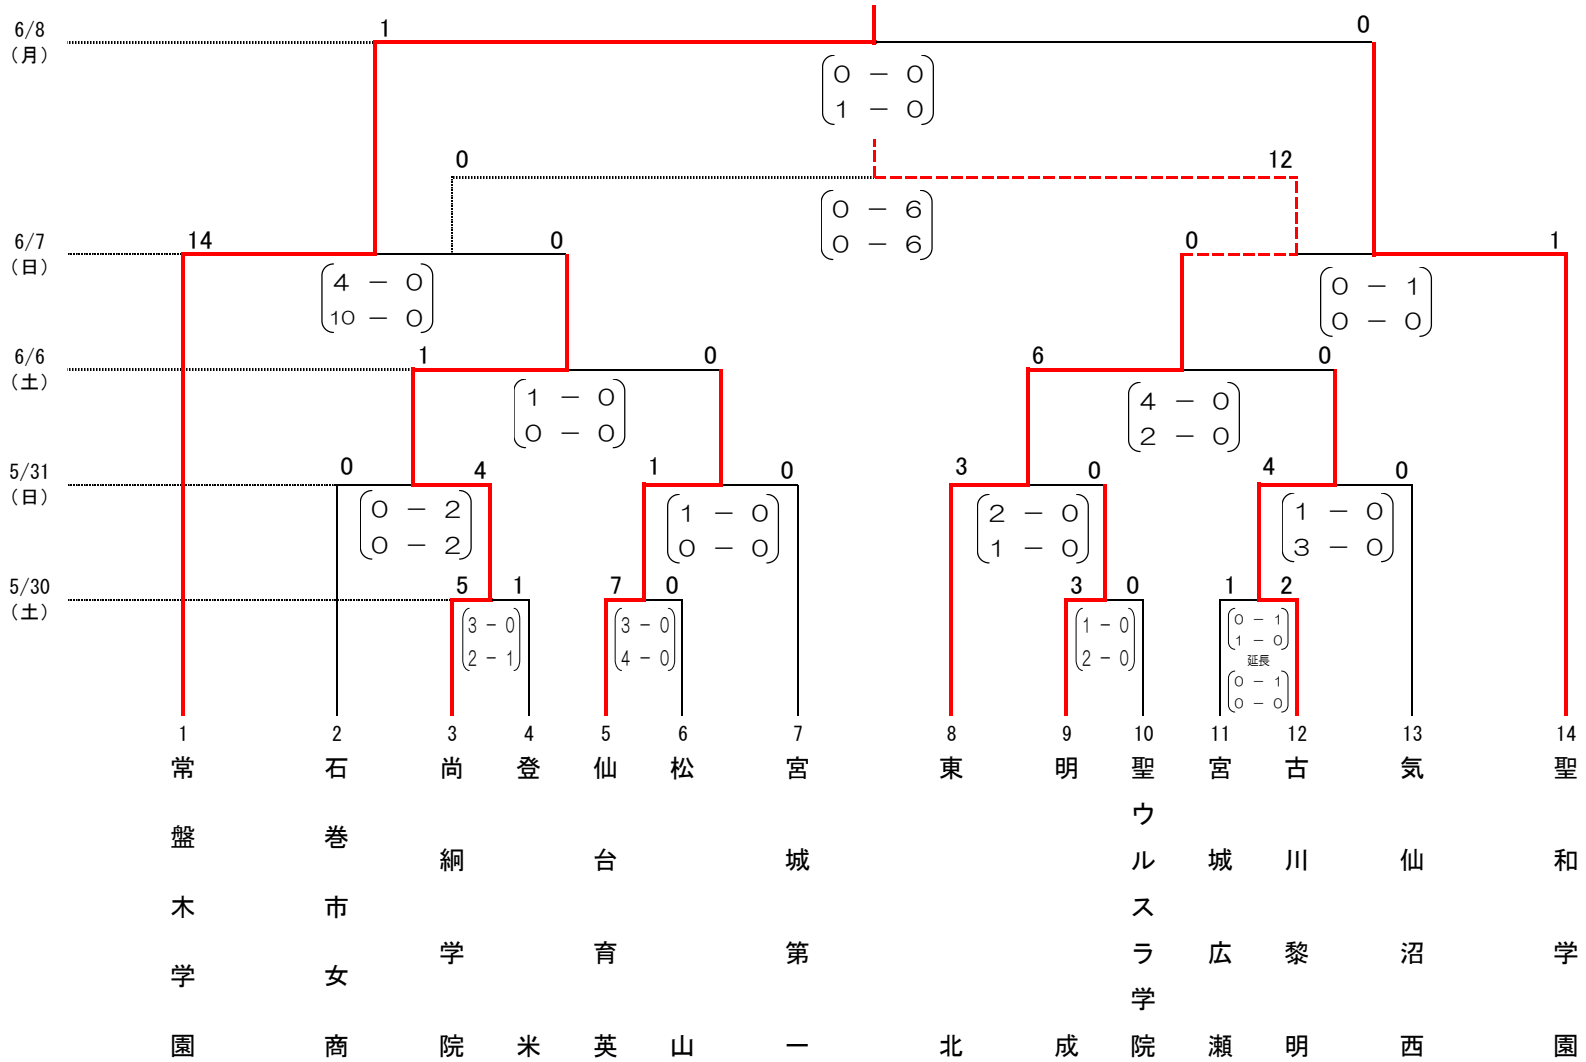 6/8
(月)
1
0
0 － 0
1 － 0
0
12
0 － 6
0 － 6
6/7
(日)
14
0
0
1
4 － 0
10 － 0
0 － 1
0 － 0
6/6
(土)
1
0
6
0
1 － 0
0 － 0
4 － 0
2 － 0
5/31
(日)
0
4
1
0
3
0
4
0
0 － 2
0 － 2
1 － 0
0 － 0
2 － 0
1 － 0
1 － 0
3 － 0
5/30
(土)
5
1
7
0
3
0
1
2
3 － 0
2 － 1
3 － 0
4 － 0
1 － 0
2 － 0
0 － 1
1 － 0
延長
0 － 1
0 － 0
1
2
3
4
5
6
7
8
9
10
11
12
13
14
常盤木学園
石巻市女商
尚絅学院
登米
仙台育英
松山
宮城第一
東北
明成
聖ウルスラ学院
宮城広瀬
古川黎明
気仙沼西
聖和学園